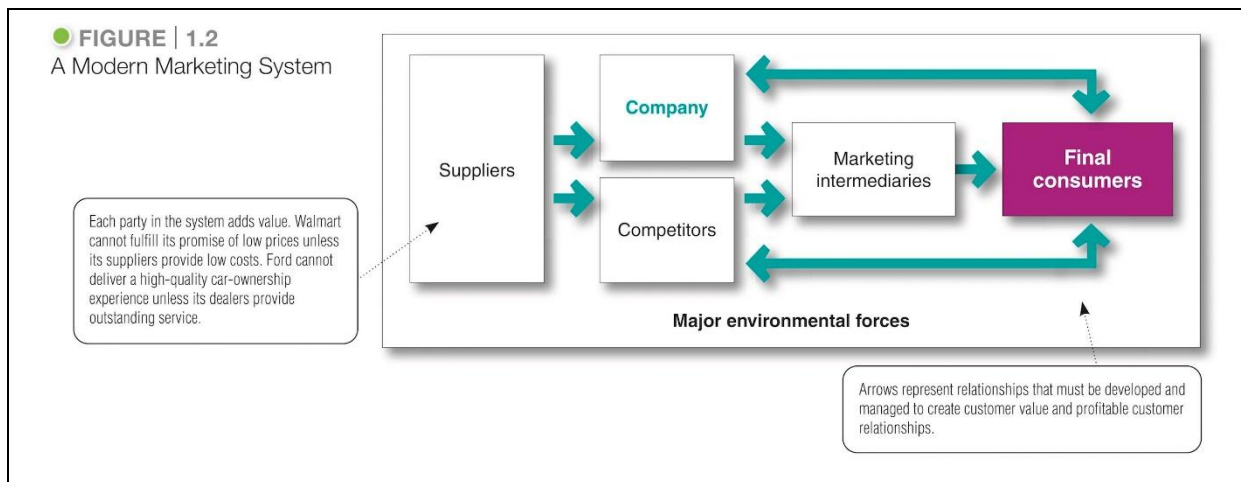 FIGURE | 1.2
A Modern Marketing System
Suppliers
Company
Competitors
Marketing
intermediaries
Final
consumers
Major environmental forces
Each party in the system adds value. Walmart
cannot fulfill its promise of low prices unless
its suppliers provide low costs. Ford cannot
deliver a high-quality car-ownership
experience unless its dealers provide
outstanding service.
Arrows represent relationships that must be developed and
managed to create customer value and profitable customer
relationships.